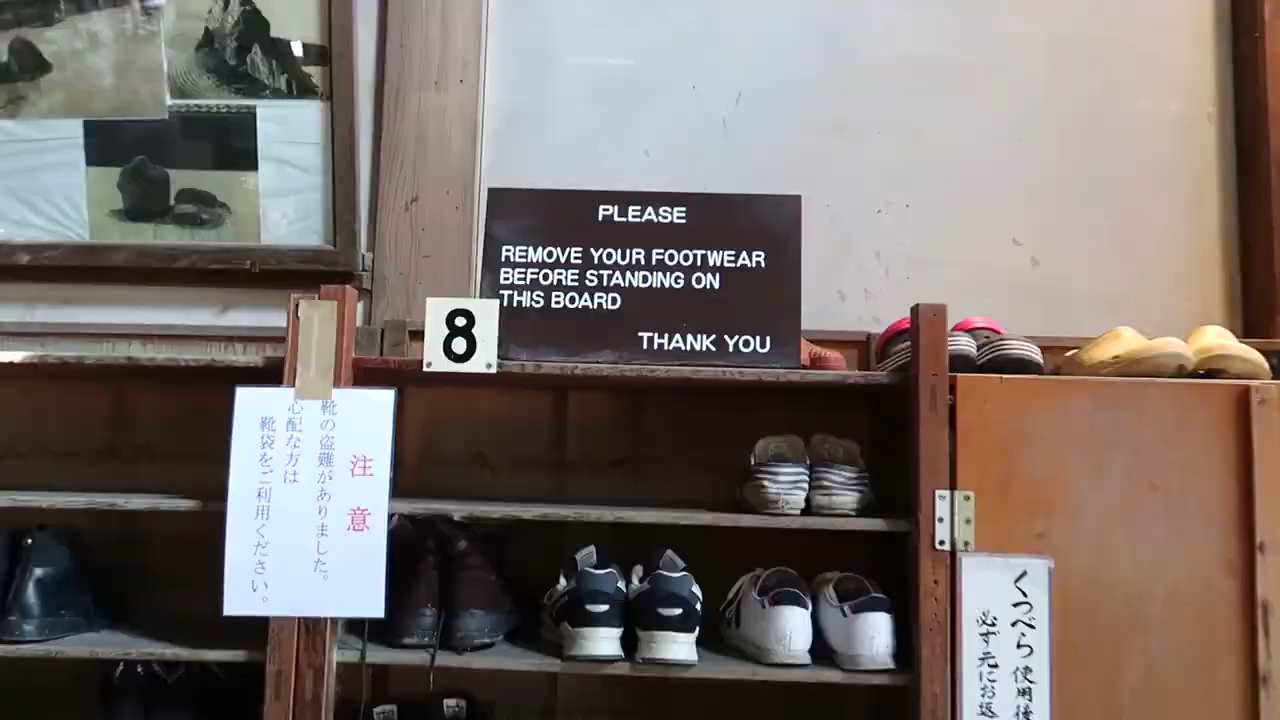 PLEASE
REMOVE YOUR FOOTWEAR
BEFORE STANDING ON
THIS BOARD
THANK YOU
8
注意
靴の盗難がありました。
心配な方は
靴袋をご利用ください。
くつべら使用後
必ず元にお返